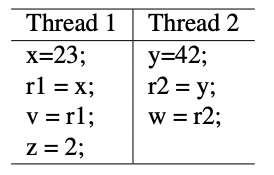 Thread 1 Thread 2
x=23; y=42;
r1 = x; r2 = y;
v = r1; w = r2;
z = 2;